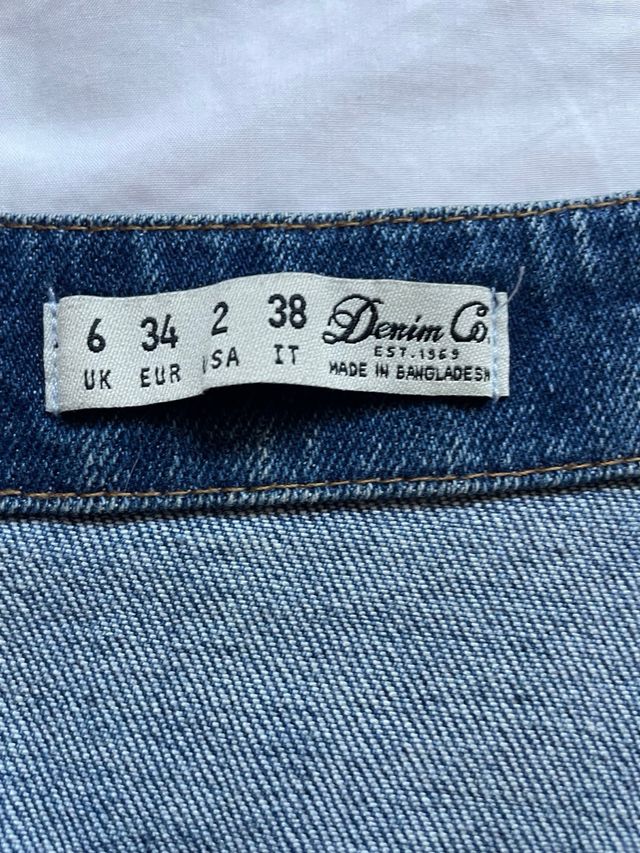 6 34 2 38 Denim Co.
UK EUR USA IT EST. 1969
MADE IN BANGLADESH